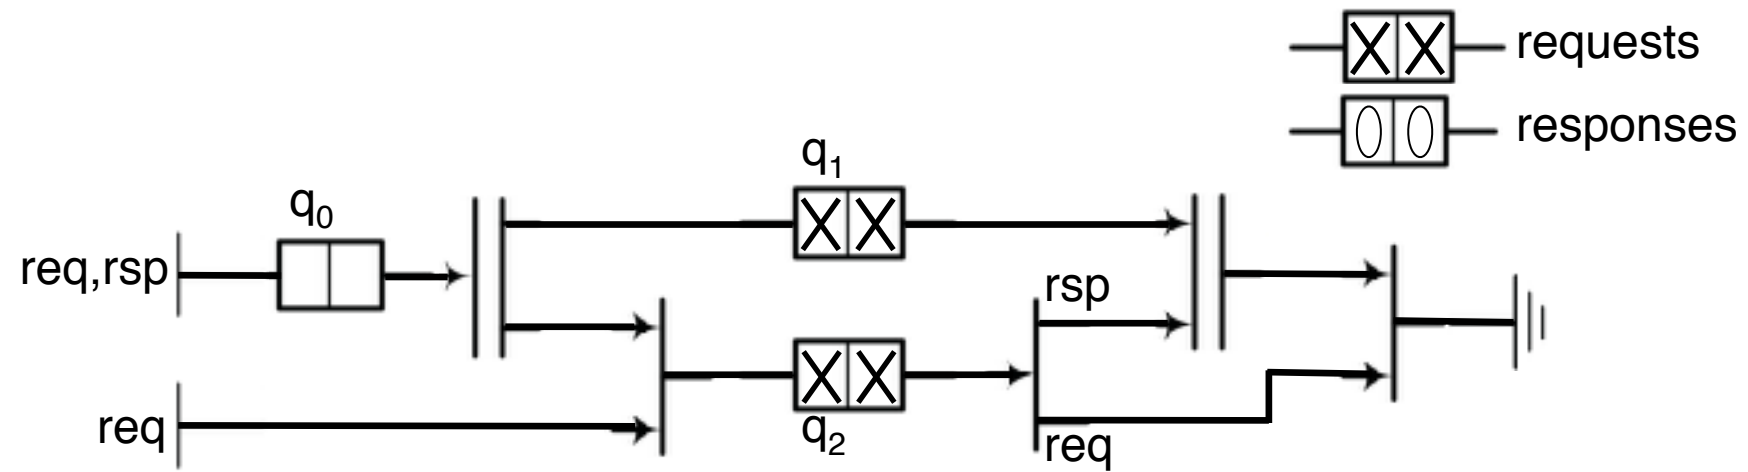 requests
responses
q1
q0
req,rsp
rsp
req
q2
req